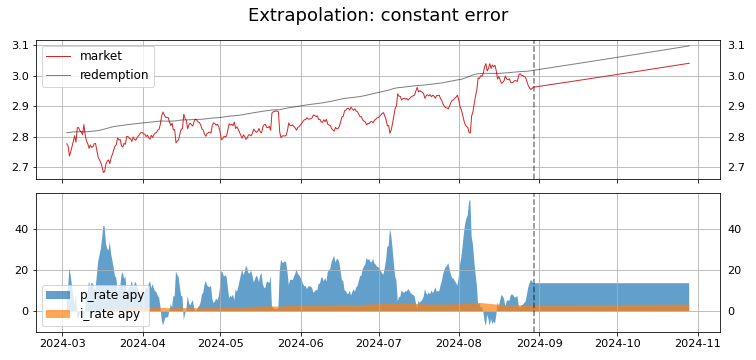 Extrapolation: constant error
3.1
3.0
2.9
2.8
2.7
market
redemption
3.1
3.0
2.9
2.8
2.7
40
20
0
p_rate apy
i_rate apy
40
20
0
2024-03 2024-04 2024-05 2024-06 2024-07 2024-08 2024-09 2024-10 2024-11